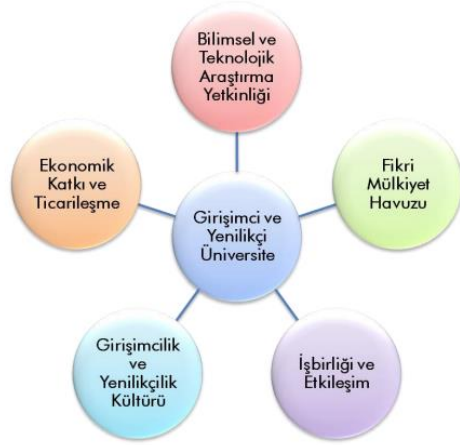 Bilimsel ve
Teknolojik
Araştırma
Yetkinliği
Ekonomik
Katkı ve
Ticarileşme
Fikri
Mülkiyet
Havuzu
Girişimci ve
Yenilikçi
Üniversite
Girişimcilik
ve
Yenilikçilik
Kültürü
İşbirliği ve
Etkileşim